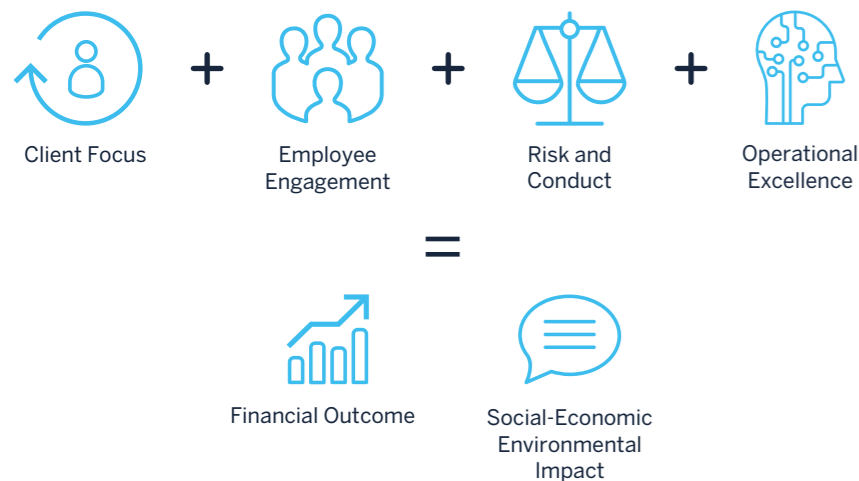 + + +
Client Focus
Employee
Engagement
Risk and
Conduct
Operational
Excellence
=
Financial Outcome
Social-Economic
Environmental
Impact